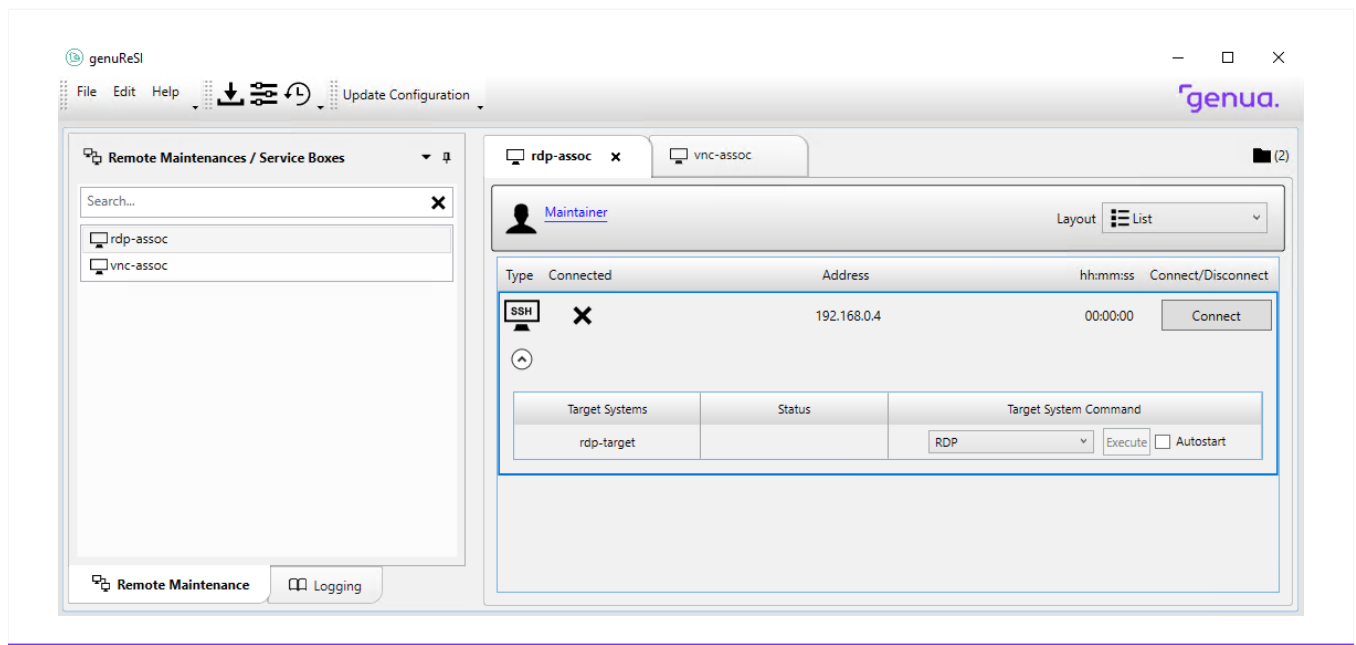 genuReSI
File Edit Help Update Configuration
genua.
Remote Maintenances / Service Boxes
rdp-assoc
vnc-assoc
(2)
Search...
Maintainer
Layout List
rdp-assoc
vnc-assoc
Type Connected Address hh:mm:ss Connect/Disconnect
SSH 192.168.0.4 00:00:00 Connect
Target Systems Status Target System Command
rdp-target RDP Execute Autostart
Remote Maintenance Logging